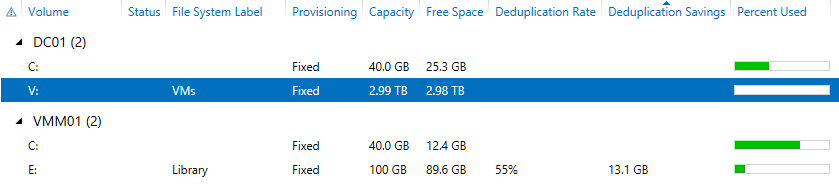 Volume Status File System Label Provisioning Capacity Free Space Deduplication Rate Deduplication Savings Percent Used
DC01 (2)
C: Fixed 40.0 GB 25.3 GB
V: VMs Fixed 2.99 TB 2.98 TB
VMM01 (2)
C: Fixed 40.0 GB 12.4 GB
E: Library Fixed 100 GB 89.6 GB 55% 13.1 GB